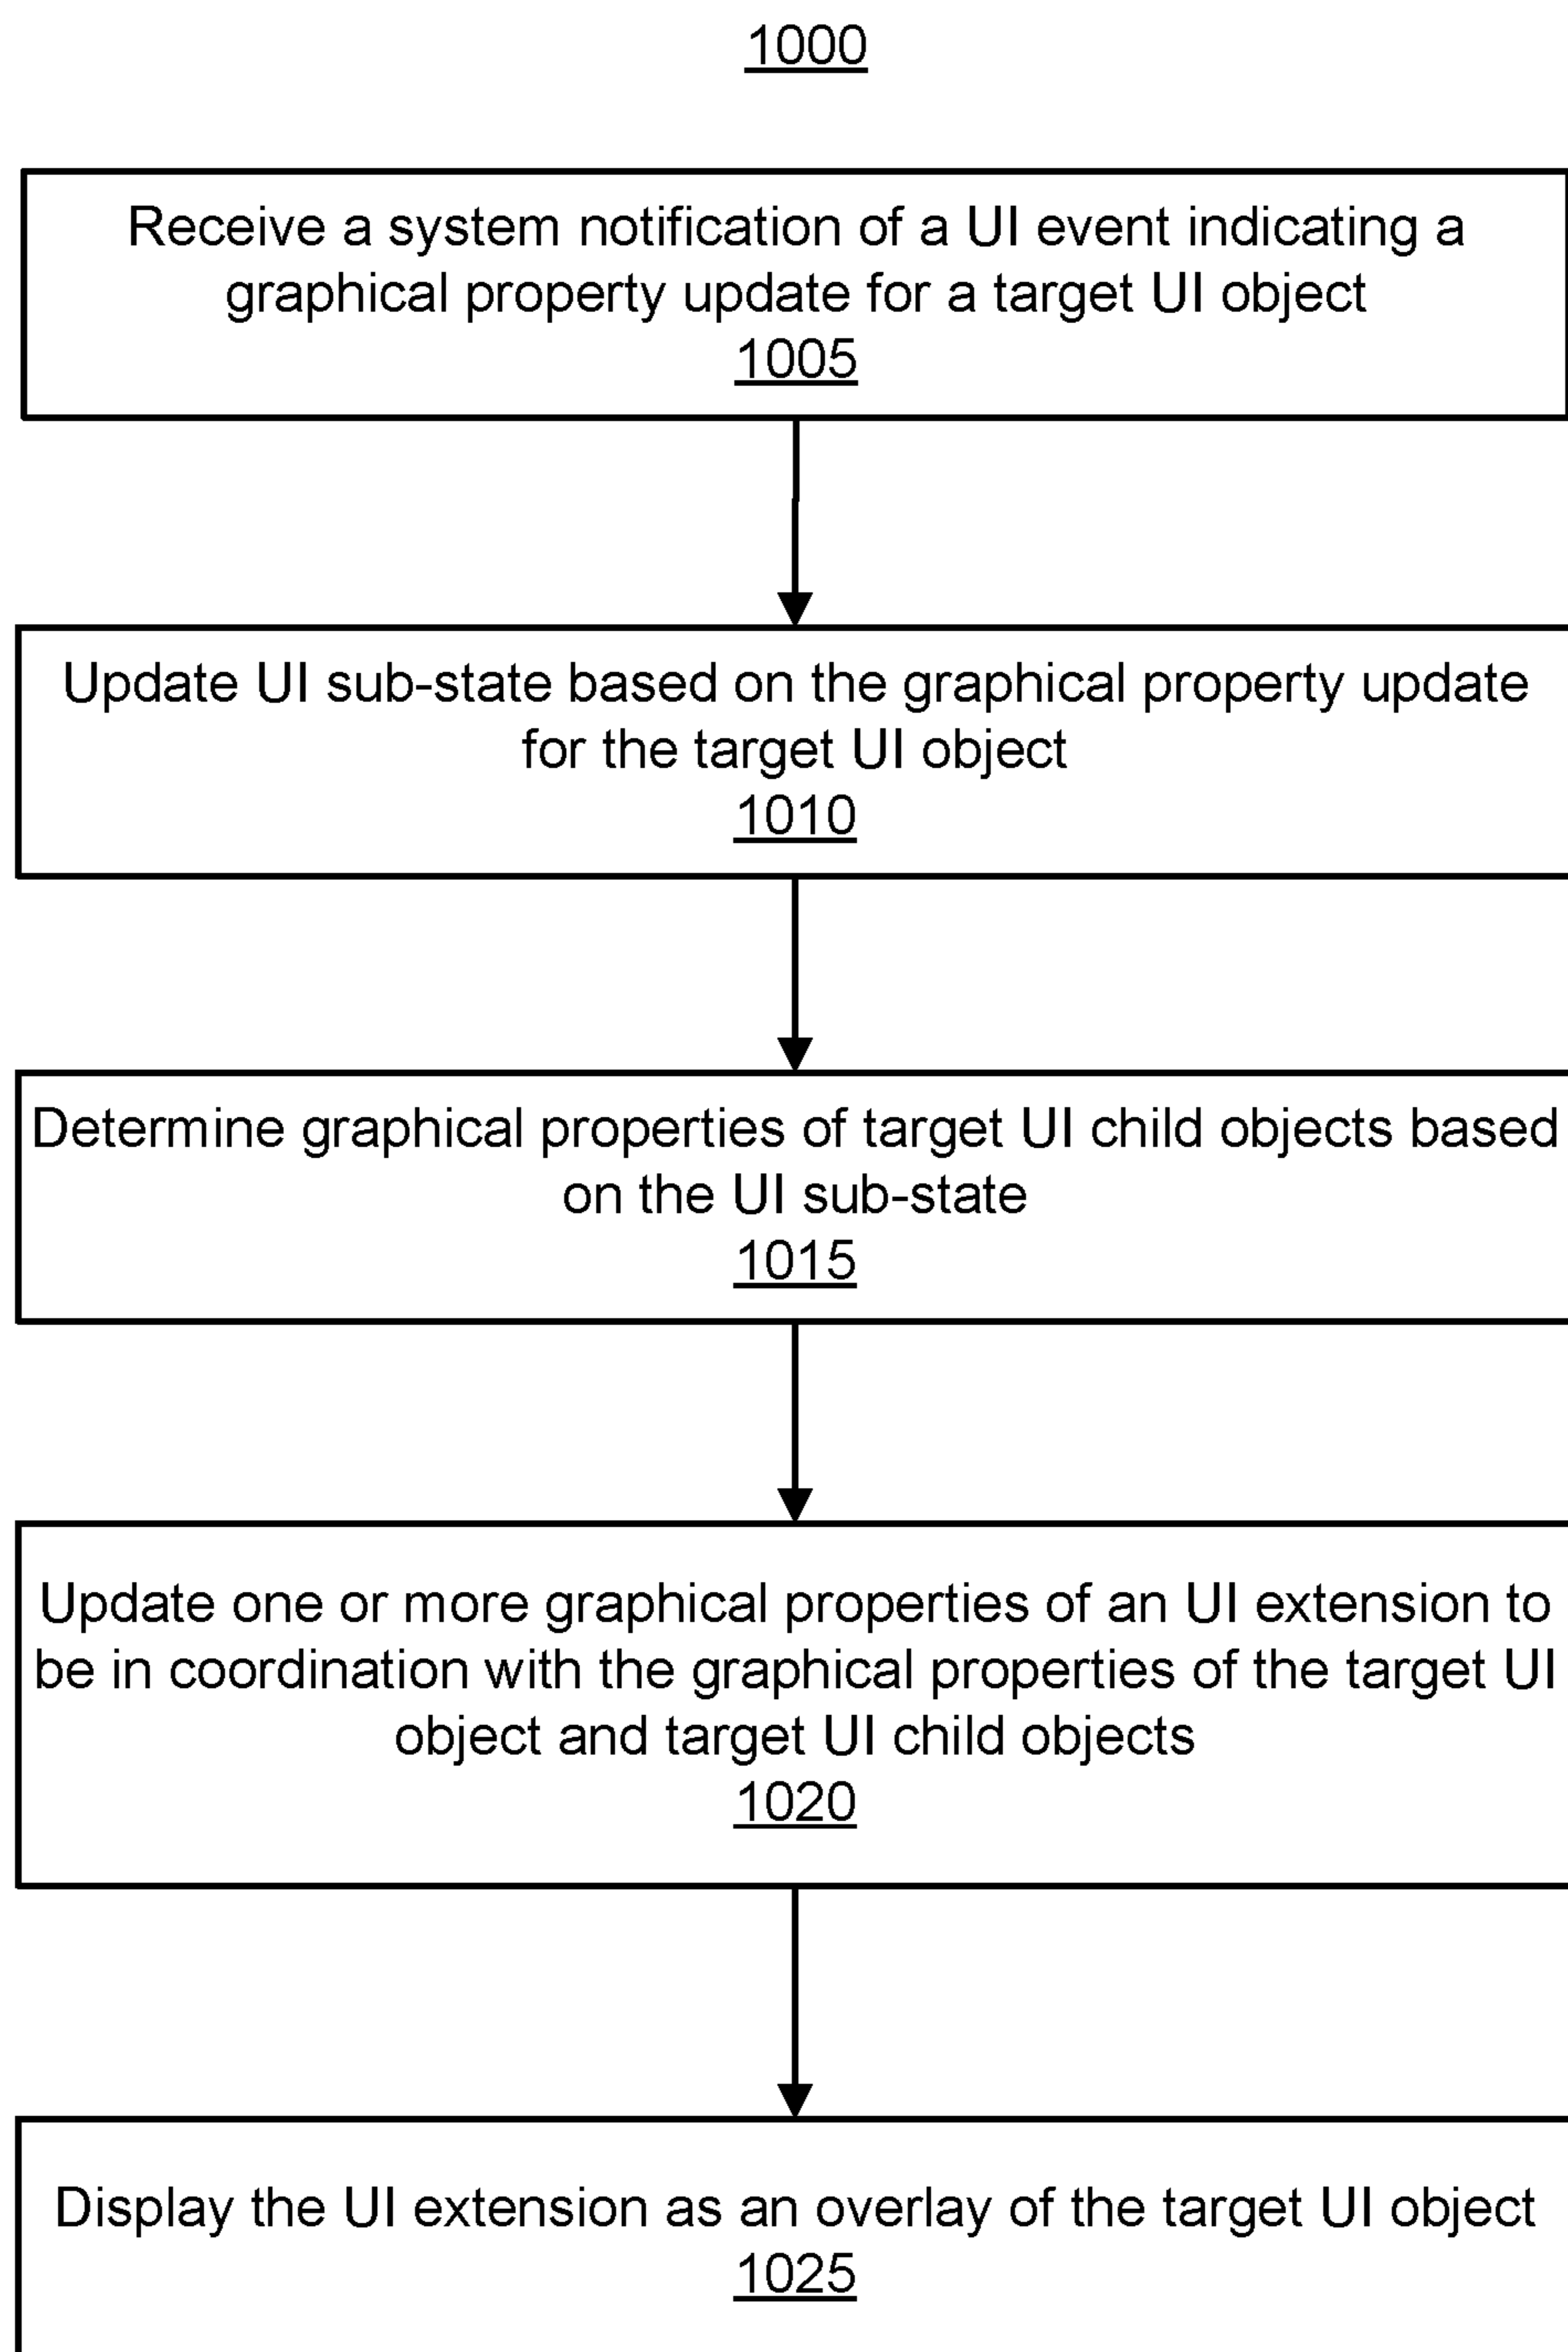 1000
Receive a system notification of a UI event indicating a
graphical property update for a target UI object
1005
Update UI sub-state based on the graphical property update
for the target UI object
1010
Determine graphical properties of target UI child objects based
on the UI sub-state
1015
Update one or more graphical properties of an UI extension to
be in coordination with the graphical properties of the target UI
object and target UI child objects
1020
Display the UI extension as an overlay of the target UI object
1025